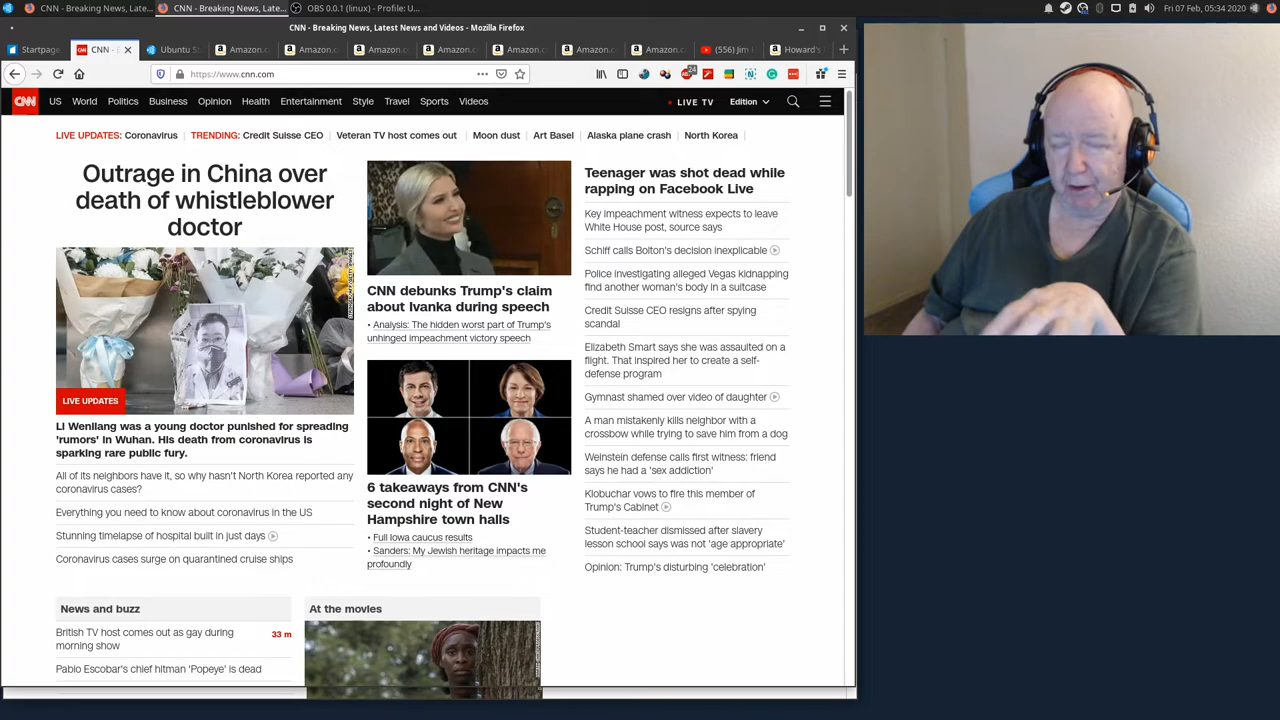 CNN - Breaking News, Late...
CNN - Breaking News, Late...
OBS 0.0.1 (linux) - Profile: U...
Fri 07 Feb, 05:34 2020
CNN - Breaking News, Latest News and Videos - Mozilla Firefox
Startpage
CNN - B
Ubuntu St
Amazon.c
Amazon.c
Amazon.c
Amazon.c
Amazon.c
Amazon.c
Amazon.c
(556) Jim
Howard's
https://www.cnn.com
24
CNN
US World Politics Business Opinion Health Entertainment Style Travel Sports Videos
LIVE TV
Edition
LIVE UPDATES: Coronavirus
TRENDING: Credit Suisse CEO
Veteran TV host comes out
Moon dust
Art Basel
Alaska plane crash
North Korea
Outrage in China over
death of whistleblower
doctor
LIVE UPDATES
Li Wenliang was a young doctor punished for spreading
'rumors' in Wuhan. His death from coronavirus is
sparking rare public fury.
All of its neighbors have it, so why hasn't North Korea reported any
coronavirus cases?
Everything you need to know about coronavirus in the US
Stunning timelapse of hospital built in just days
Coronavirus cases surge on quarantined cruise ships
News and buzz
British TV host comes out as gay during
morning show
33 m
Pablo Escobar's chief hitman 'Popeye' is dead
CNN debunks Trump's claim
about Ivanka during speech
• Analysis: The hidden worst part of Trump's
unhinged impeachment victory speech
6 takeaways from CNN's
second night of New
Hampshire town halls
• Full Iowa caucus results
• Sanders: My Jewish heritage impacts me
profoundly
At the movies
Teenager was shot dead while
rapping on Facebook Live
Key impeachment witness expects to leave
White House post, source says
Schiff calls Bolton's decision inexplicable
Police investigating alleged Vegas kidnapping
find another woman's body in a suitcase
Credit Suisse CEO resigns after spying
scandal
Elizabeth Smart says she was assaulted on a
flight. That inspired her to create a self-
defense program
Gymnast shamed over video of daughter
A man mistakenly kills neighbor with a
crossbow while trying to save him from a dog
Weinstein defense calls first witness: friend
says he had a 'sex addiction'
Klobuchar vows to fire this member of
Trump's Cabinet
Student-teacher dismissed after slavery
lesson school says was not 'age appropriate'
Opinion: Trump's disturbing 'celebration'